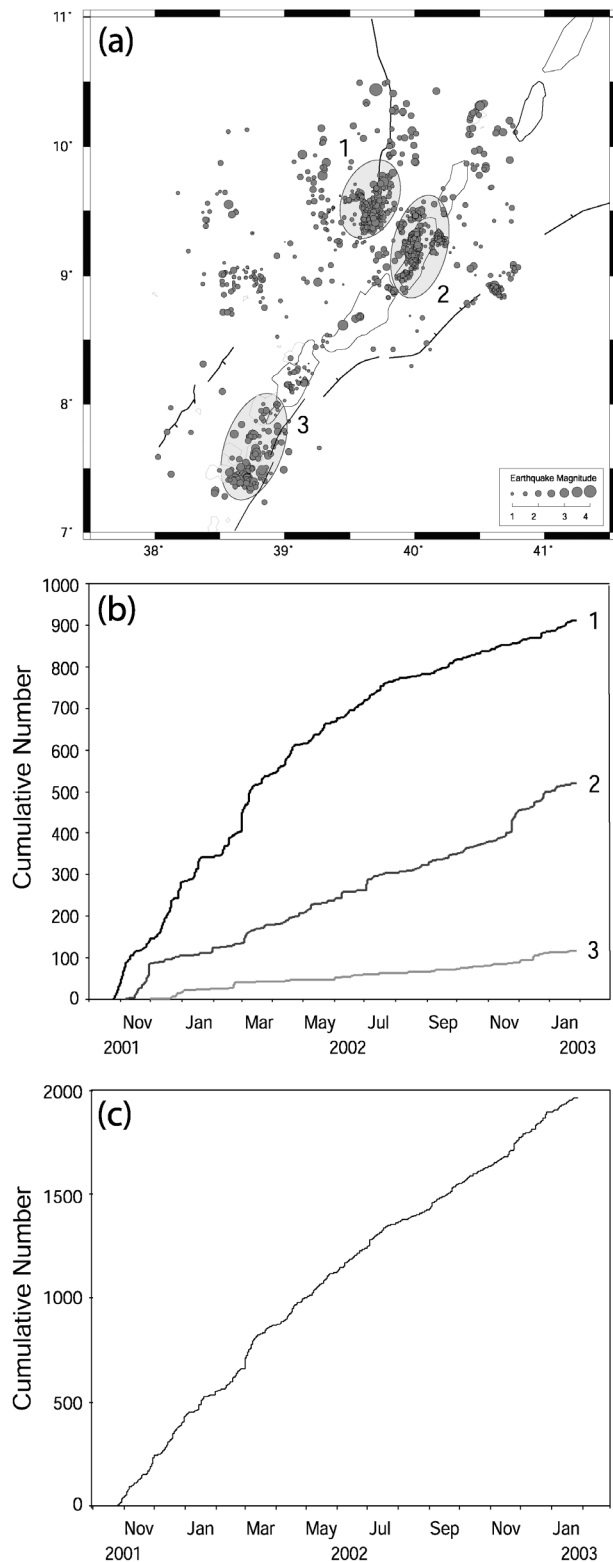 (a)
11°
10°
9°
8°
7°
1
2
3
Earthquake Magnitude
1 2 3 4
38° 39° 40° 41°
(b)
Cumulative Number
1000
900
800
700
600
500
400
300
200
100
0
1
2
3
Nov Jan Mar May Jul Sep Nov Jan
2001 2002 2003
(c)
Cumulative Number
2000
1500
1000
500
0
Nov Jan Mar May Jul Sep Nov Jan
2001 2002 2003